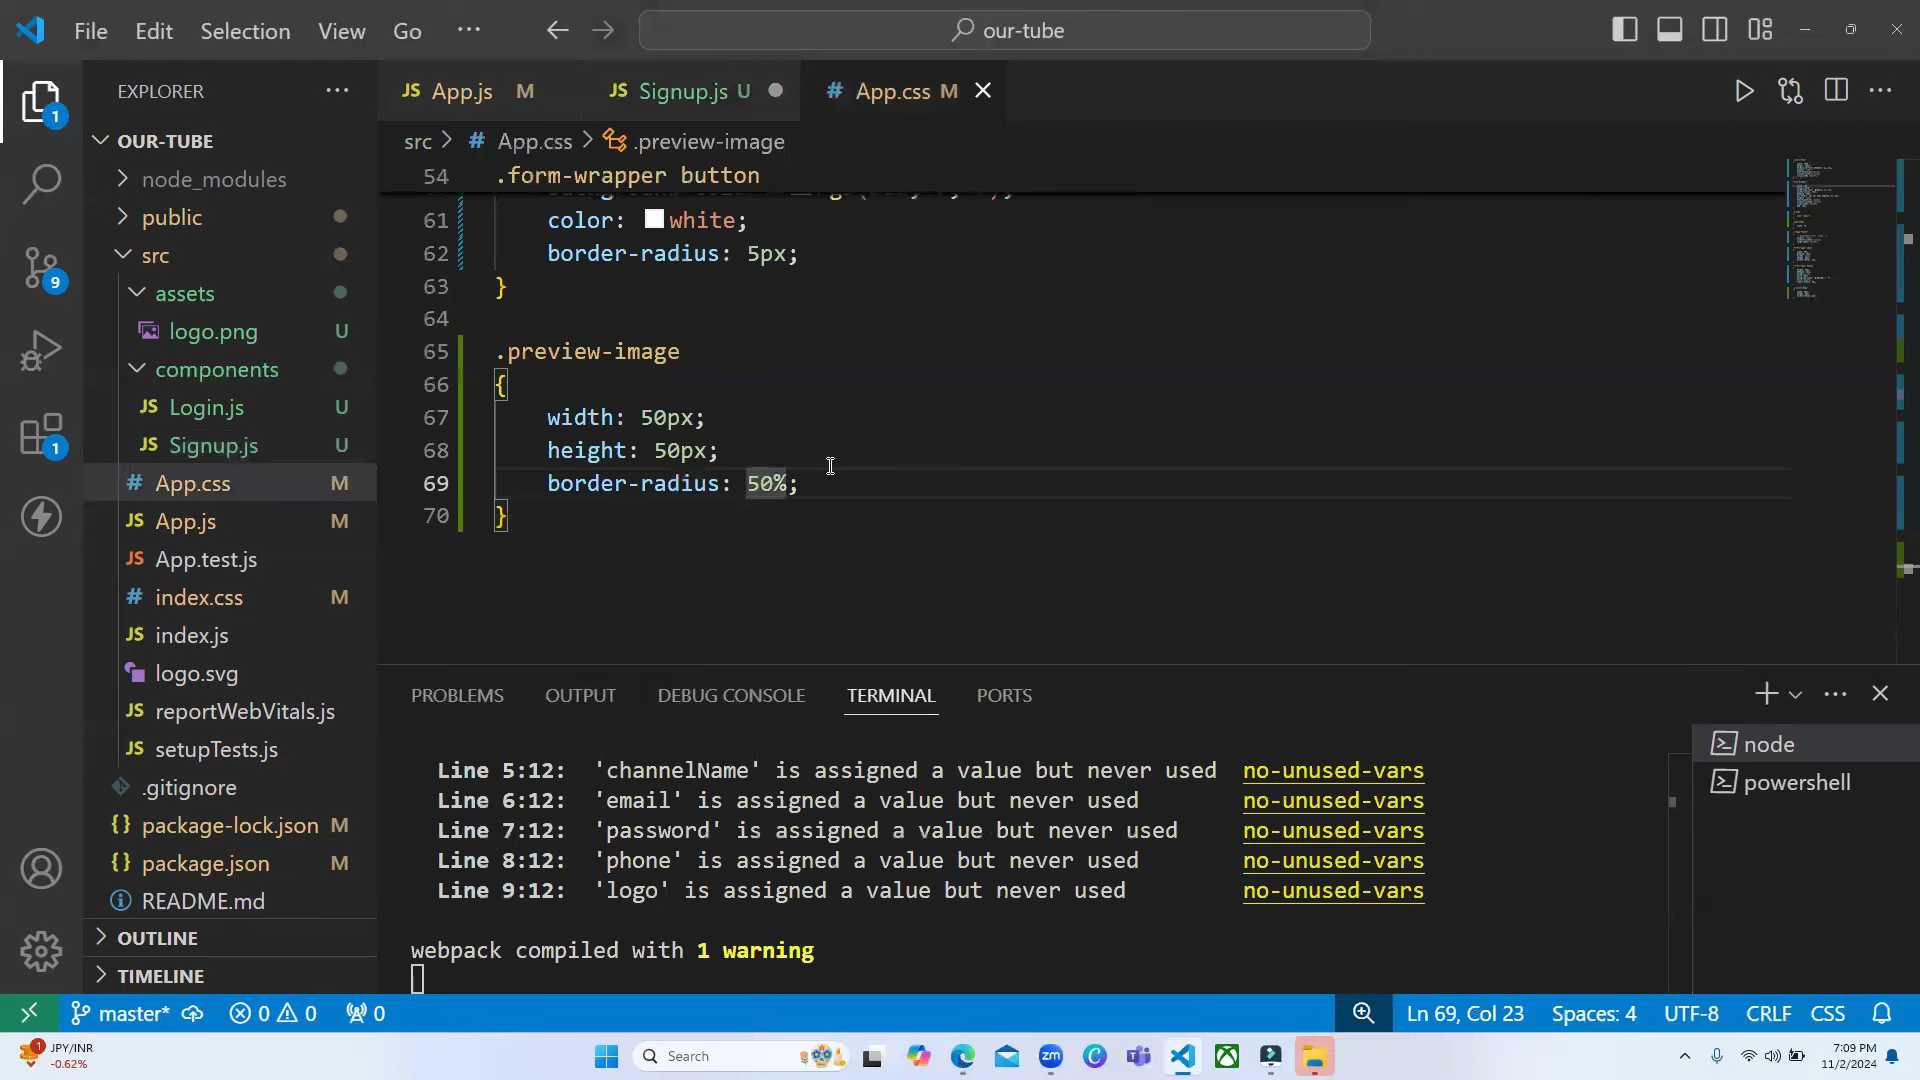 File Edit Selection View Go ··· our-tube
EXPLORER ···
JS App.js M
JS Signup.js U
# App.css M
OUR-TUBE
node_modules
public
src
assets
logo.png U
components
JS Login.js U
JS Signup.js U
# App.css M
JS App.js M
JS App.test.js
# index.css M
JS index.js
logo.svg
JS reportWebVitals.js
JS setupTests.js
.gitignore
{} package-lock.json M
{} package.json M
README.md
OUTLINE
TIMELINE
1
9
1
src > # App.css > .preview-image
54 .form-wrapper button
61 color: white;
62 border-radius: 5px;
63 }
64
65 .preview-image
66 {
67 width: 50px;
68 height: 50px;
69 border-radius: 50%;
70 }
PROBLEMS OUTPUT DEBUG CONSOLE TERMINAL PORTS
Line 5:12: 'channelName' is assigned a value but never used no-unused-vars
Line 6:12: 'email' is assigned a value but never used no-unused-vars
Line 7:12: 'password' is assigned a value but never used no-unused-vars
Line 8:12: 'phone' is assigned a value but never used no-unused-vars
Line 9:12: 'logo' is assigned a value but never used no-unused-vars
webpack compiled with 1 warning
node
powershell
master* 0 0 0 Ln 69, Col 23 Spaces: 4 UTF-8 CRLF CSS
1
JPY/INR
-0.62%
Search
zm
7:09 PM
11/2/2024